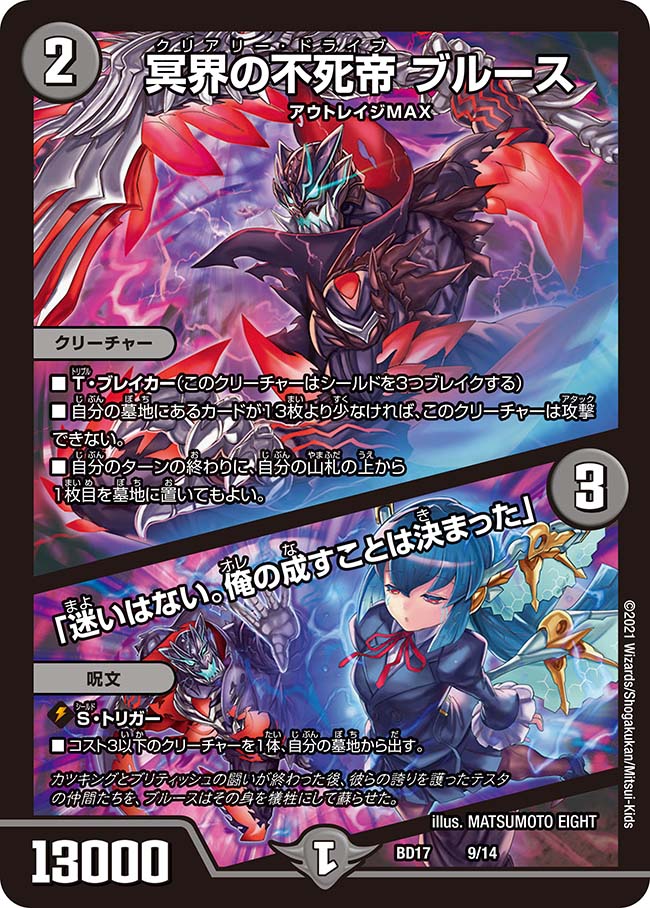 2
クリアリー・ドライブ
冥界の不死帝 ブルース
アウトレイジMAX
クリーチャー
■T・ブレイカー(このクリーチャーはシールドを3つブレイクする)
■自分の墓地にあるカードが13枚より少なければ、このクリーチャーは攻撃
できない。
■自分のターンの終わりに、自分の山札の上から
1枚目を墓地に置いてもよい。
3
「迷いはない。俺の成すことは決まった」
呪文
S・トリガー
■コスト3以下のクリーチャーを1体、自分の墓地から出す。
カツキングとブリティッシュの闘いが終わった後、彼らの誇りを護ったテスタ
の仲間たちを、ブルースはその身を犠牲にして蘇らせた。
illus. MATSUMOTO EIGHT
13000
1
BD17 9/14
©2021 Wizards/Shogakukan/Mitsui-Kids